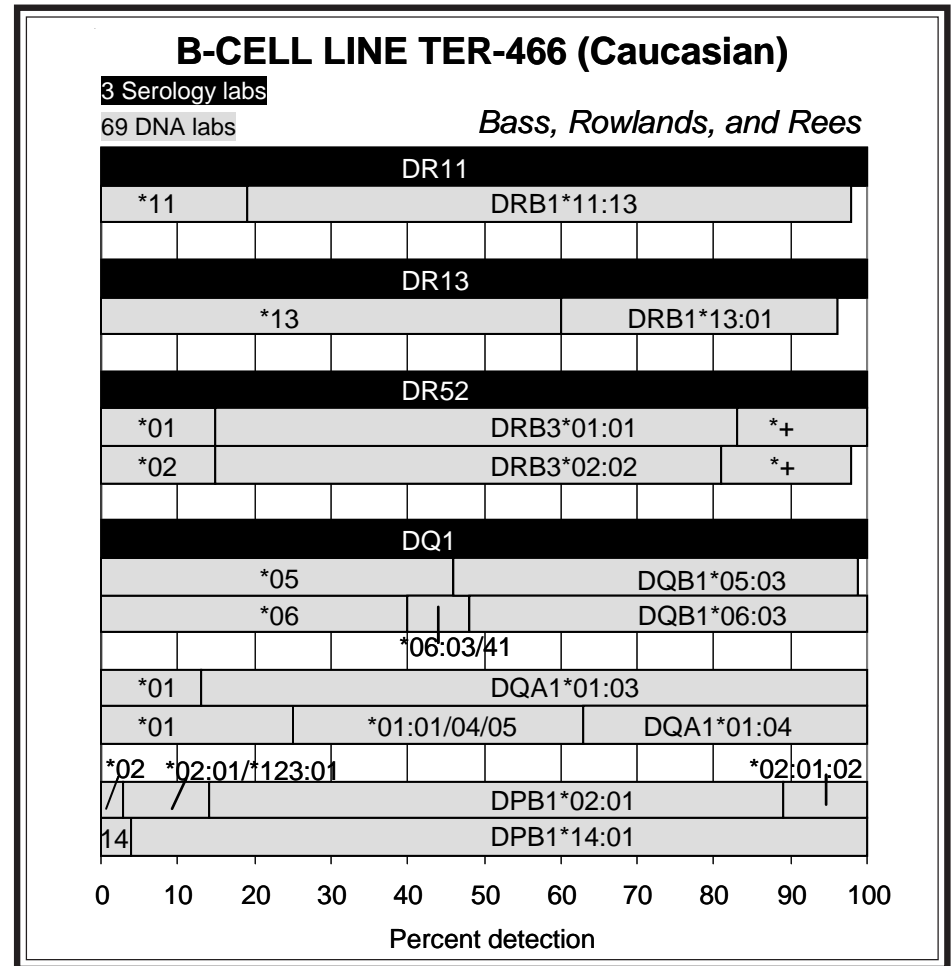 B-CELL LINE TER-466 (Caucasian)
3 Serology labs
69 DNA labs
Bass, Rowlands, and Rees
DR11
*11 DRB1*11:13
DR13
*13 DRB1*13:01
DR52
*01 DRB3*01:01 *+
*02 DRB3*02:02 *+
DQ1
*05 DQB1*05:03
*06 DQB1*06:03
*06:03/41
*01 DQA1*01:03
*01 *01:01/04/05 DQA1*01:04
*02 *02:01/*123:01 *02:01:02
DPB1*02:01
14 DPB1*14:01
0 10 20 30 40 50 60 70 80 90 100
Percent detection